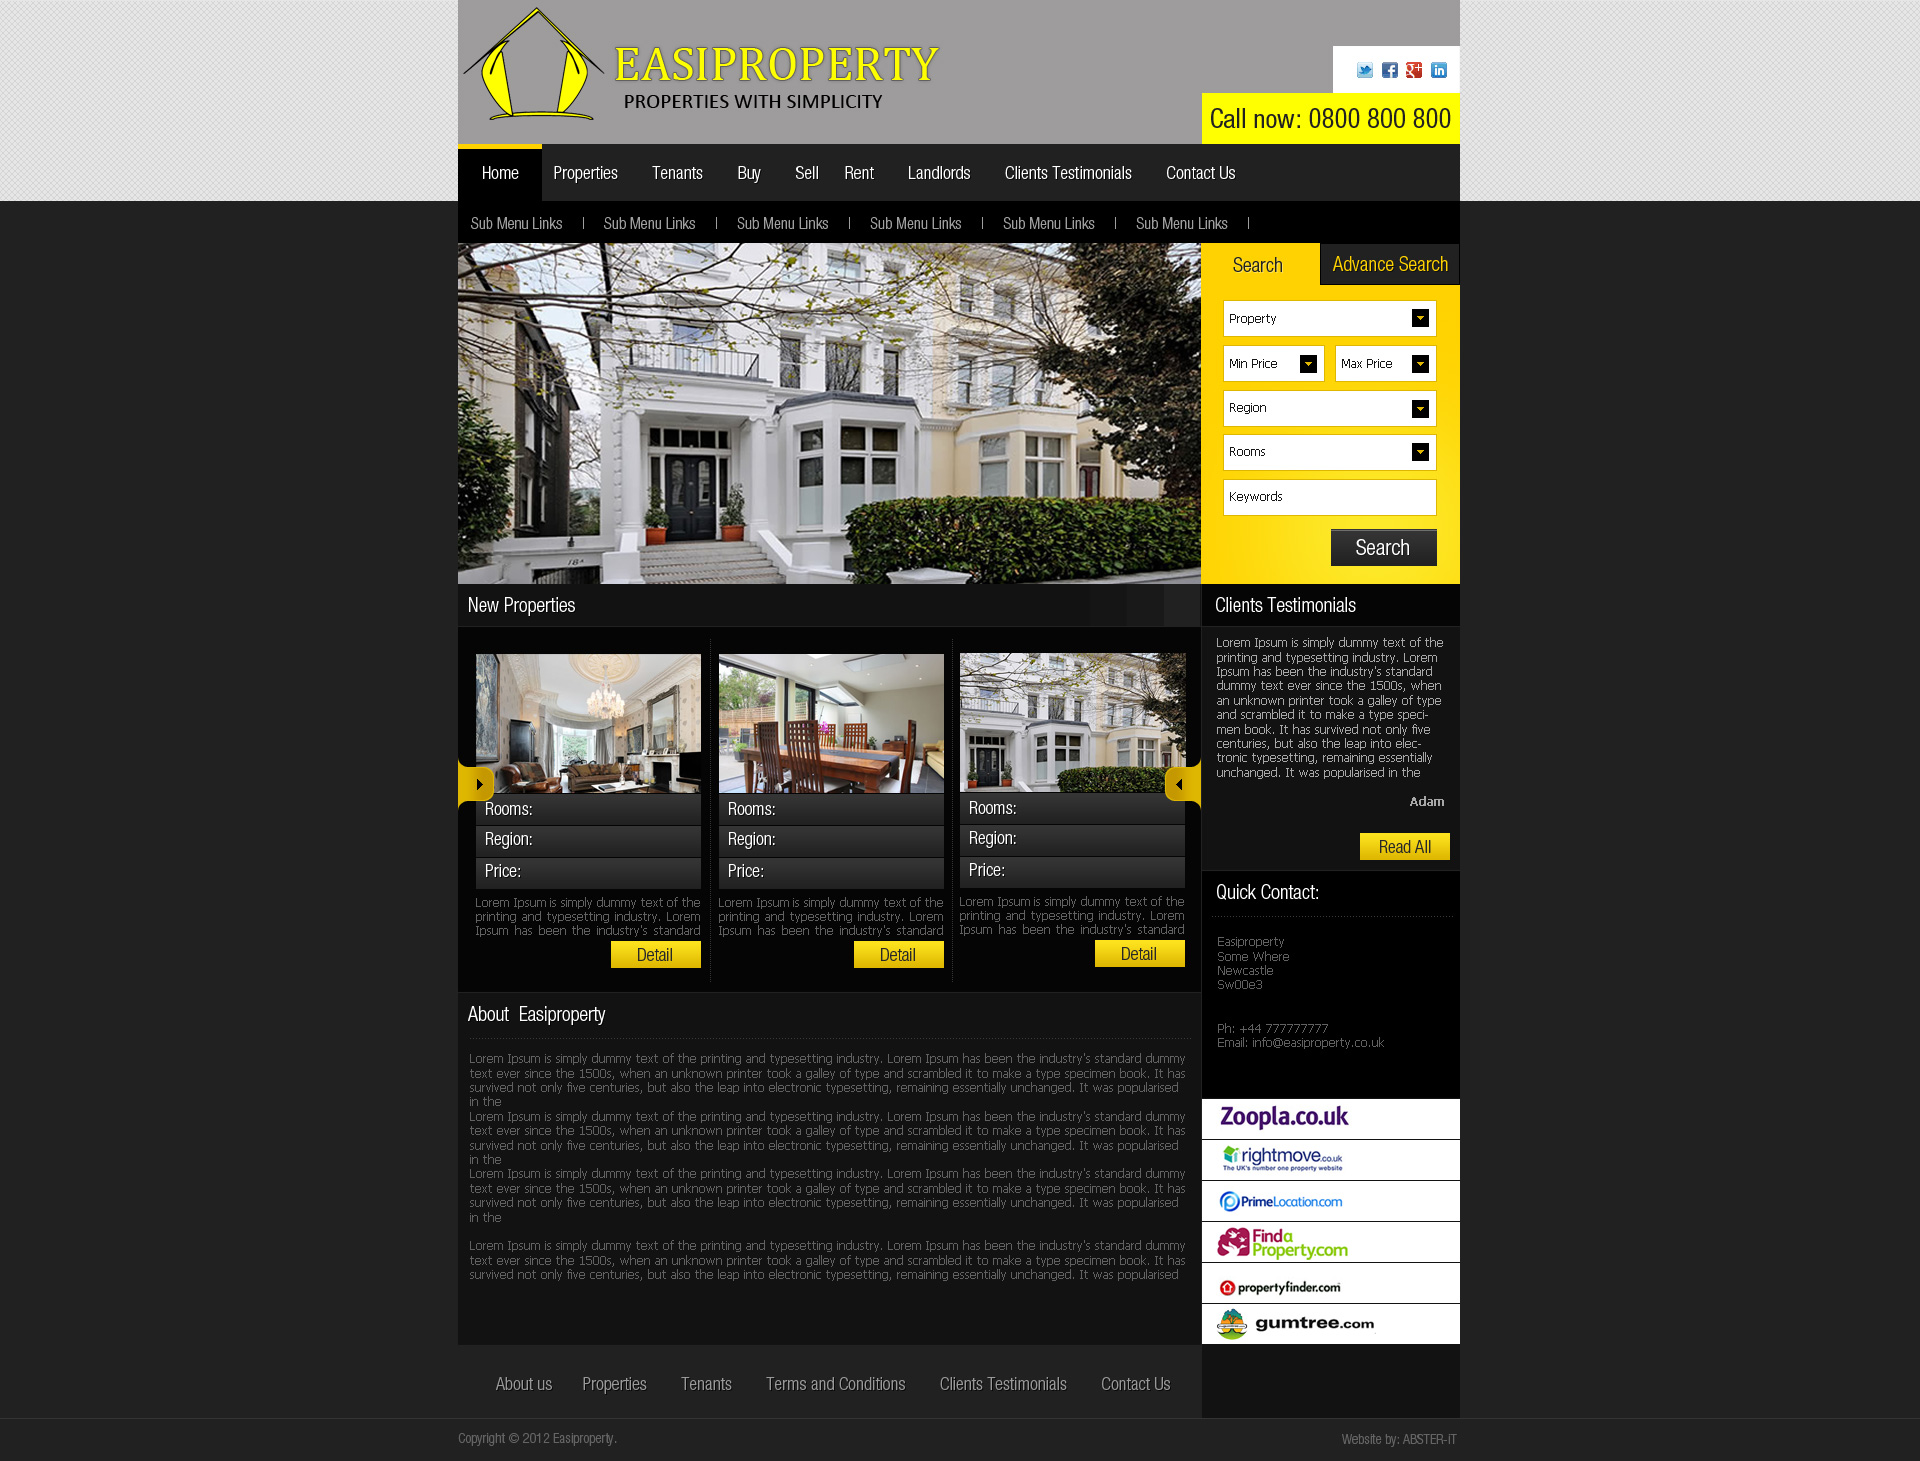 EASIPROPERTY
PROPERTIES WITH SIMPLICITY
Call now: 0800 800 800
Home Properties Tenants Buy Sell Rent Landlords Clients Testimonials Contact Us
Sub Menu Links | Sub Menu Links | Sub Menu Links | Sub Menu Links | Sub Menu Links | Sub Menu Links |
Search Advance Search
Property
Min Price Max Price
Region
Rooms
Keywords
Search
New Properties
Rooms:
Region:
Price:
Lorem Ipsum is simply dummy text of the
printing and typesetting industry. Lorem
Ipsum has been the industry's standard
Detail
Rooms:
Region:
Price:
Lorem Ipsum is simply dummy text of the
printing and typesetting industry. Lorem
Ipsum has been the industry's standard
Detail
Rooms:
Region:
Price:
Lorem Ipsum is simply dummy text of the
printing and typesetting industry. Lorem
Ipsum has been the industry's standard
Detail
Clients Testimonials
Lorem Ipsum is simply dummy text of the
printing and typesetting industry. Lorem
Ipsum has been the industry's standard
dummy text ever since the 1500s, when
an unknown printer took a galley of type
and scrambled it to make a type speci-
men book. It has survived not only five
centuries, but also the leap into elec-
tronic typesetting, remaining essentially
unchanged. It was popularised in the
Adam
Read All
Quick Contact:
Easiproperty
Some Where
Newcastle
Sw00e3
Ph: +44 777777777
Email: info@easiproperty.co.uk
Zoopla.co.uk
rightmove.co.uk
The UK's number one property website
PrimeLocation.com
Finda
Property.com
propertyfinder.com
gumtree.com
About Easiproperty
Lorem Ipsum is simply dummy text of the printing and typesetting industry. Lorem Ipsum has been the industry's standard dummy
text ever since the 1500s, when an unknown printer took a galley of type and scrambled it to make a type specimen book. It has
survived not only five centuries, but also the leap into electronic typesetting, remaining essentially unchanged. It was popularised
in the
Lorem Ipsum is simply dummy text of the printing and typesetting industry. Lorem Ipsum has been the industry's standard dummy
text ever since the 1500s, when an unknown printer took a galley of type and scrambled it to make a type specimen book. It has
survived not only five centuries, but also the leap into electronic typesetting, remaining essentially unchanged. It was popularised
in the
Lorem Ipsum is simply dummy text of the printing and typesetting industry. Lorem Ipsum has been the industry's standard dummy
text ever since the 1500s, when an unknown printer took a galley of type and scrambled it to make a type specimen book. It has
survived not only five centuries, but also the leap into electronic typesetting, remaining essentially unchanged. It was popularised
in the
Lorem Ipsum is simply dummy text of the printing and typesetting industry. Lorem Ipsum has been the industry's standard dummy
text ever since the 1500s, when an unknown printer took a galley of type and scrambled it to make a type specimen book. It has
survived not only five centuries, but also the leap into electronic typesetting, remaining essentially unchanged. It was popularised
About us Properties Tenants Terms and Conditions Clients Testimonials Contact Us
Copyright © 2012 Easiproperty.
Website by: ABSTER-iT